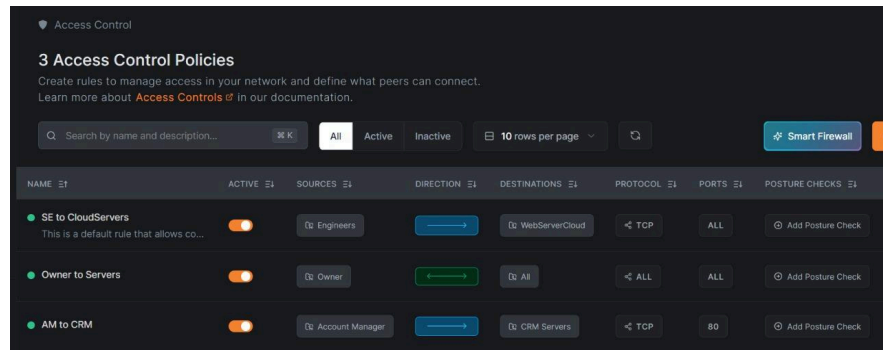 Access Control
3 Access Control Policies
Create rules to manage access in your network and define what peers can connect.
Learn more about Access Controls in our documentation.
Search by name and description... ⌘ K All Active Inactive 10 rows per page Smart Firewall
NAME ACTIVE SOURCES DIRECTION DESTINATIONS PROTOCOL PORTS POSTURE CHECKS
SE to CloudServers Engineers WebServerCloud TCP ALL Add Posture Check
This is a default rule that allows co...
Owner to Servers Owner All ALL ALL Add Posture Check
AM to CRM Account Manager CRM Servers TCP 80 Add Posture Check